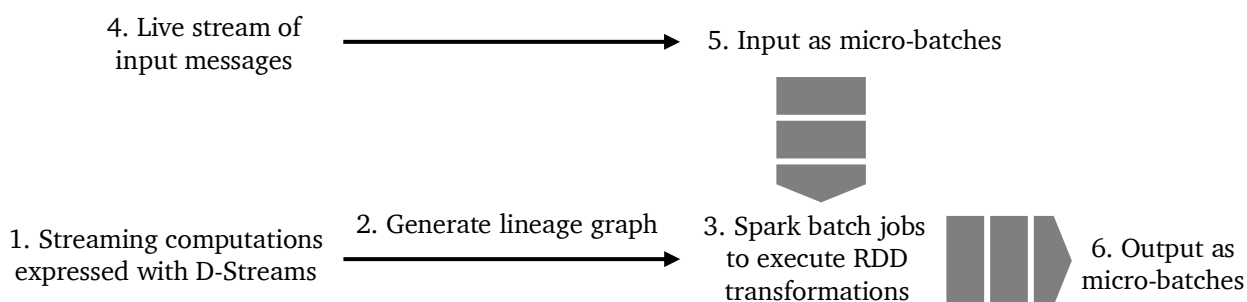 4. Live stream of
input messages
5. Input as micro-batches
1. Streaming computations
expressed with D-Streams
2. Generate lineage graph
3. Spark batch jobs
to execute RDD
transformations
6. Output as
micro-batches